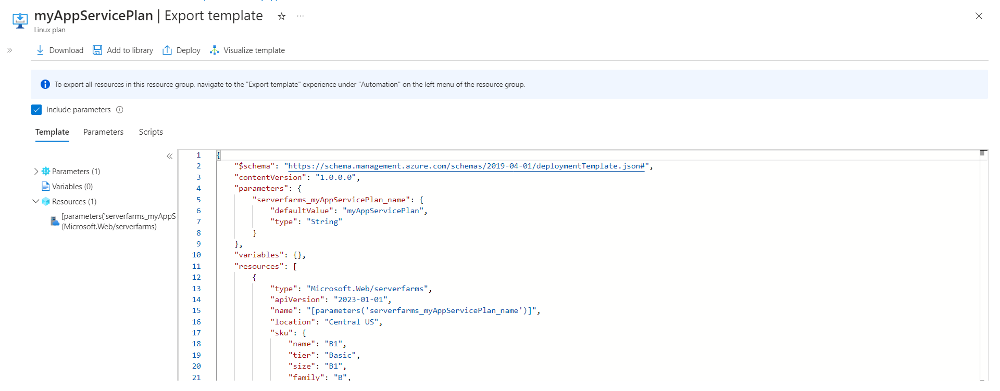 myAppServicePlan | Export template
Linux plan
Download Add to library Deploy Visualize template
To export all resources in this resource group, navigate to the "Export template" experience under "Automation" on the left menu of the resource group.
Include parameters
Template Parameters Scripts
Parameters (1)
Variables (0)
Resources (1)
[parameters('serverfarms_myAppS
(Microsoft.Web/serverfarms)
1 {
2 "$schema": "https://schema.management.azure.com/schemas/2019-04-01/deploymentTemplate.json#",
3 "contentVersion": "1.0.0.0",
4 "parameters": {
5 "serverfarms_myAppServicePlan_name": {
6 "defaultValue": "myAppServicePlan",
7 "type": "String"
8 }
9 },
10 "variables": {},
11 "resources": [
12 {
13 "type": "Microsoft.Web/serverfarms",
14 "apiVersion": "2023-01-01",
15 "name": "[parameters('serverfarms_myAppServicePlan_name')]",
16 "location": "Central US",
17 "sku": {
18 "name": "B1",
19 "tier": "Basic",
20 "size": "B1",
21 "family": "B",